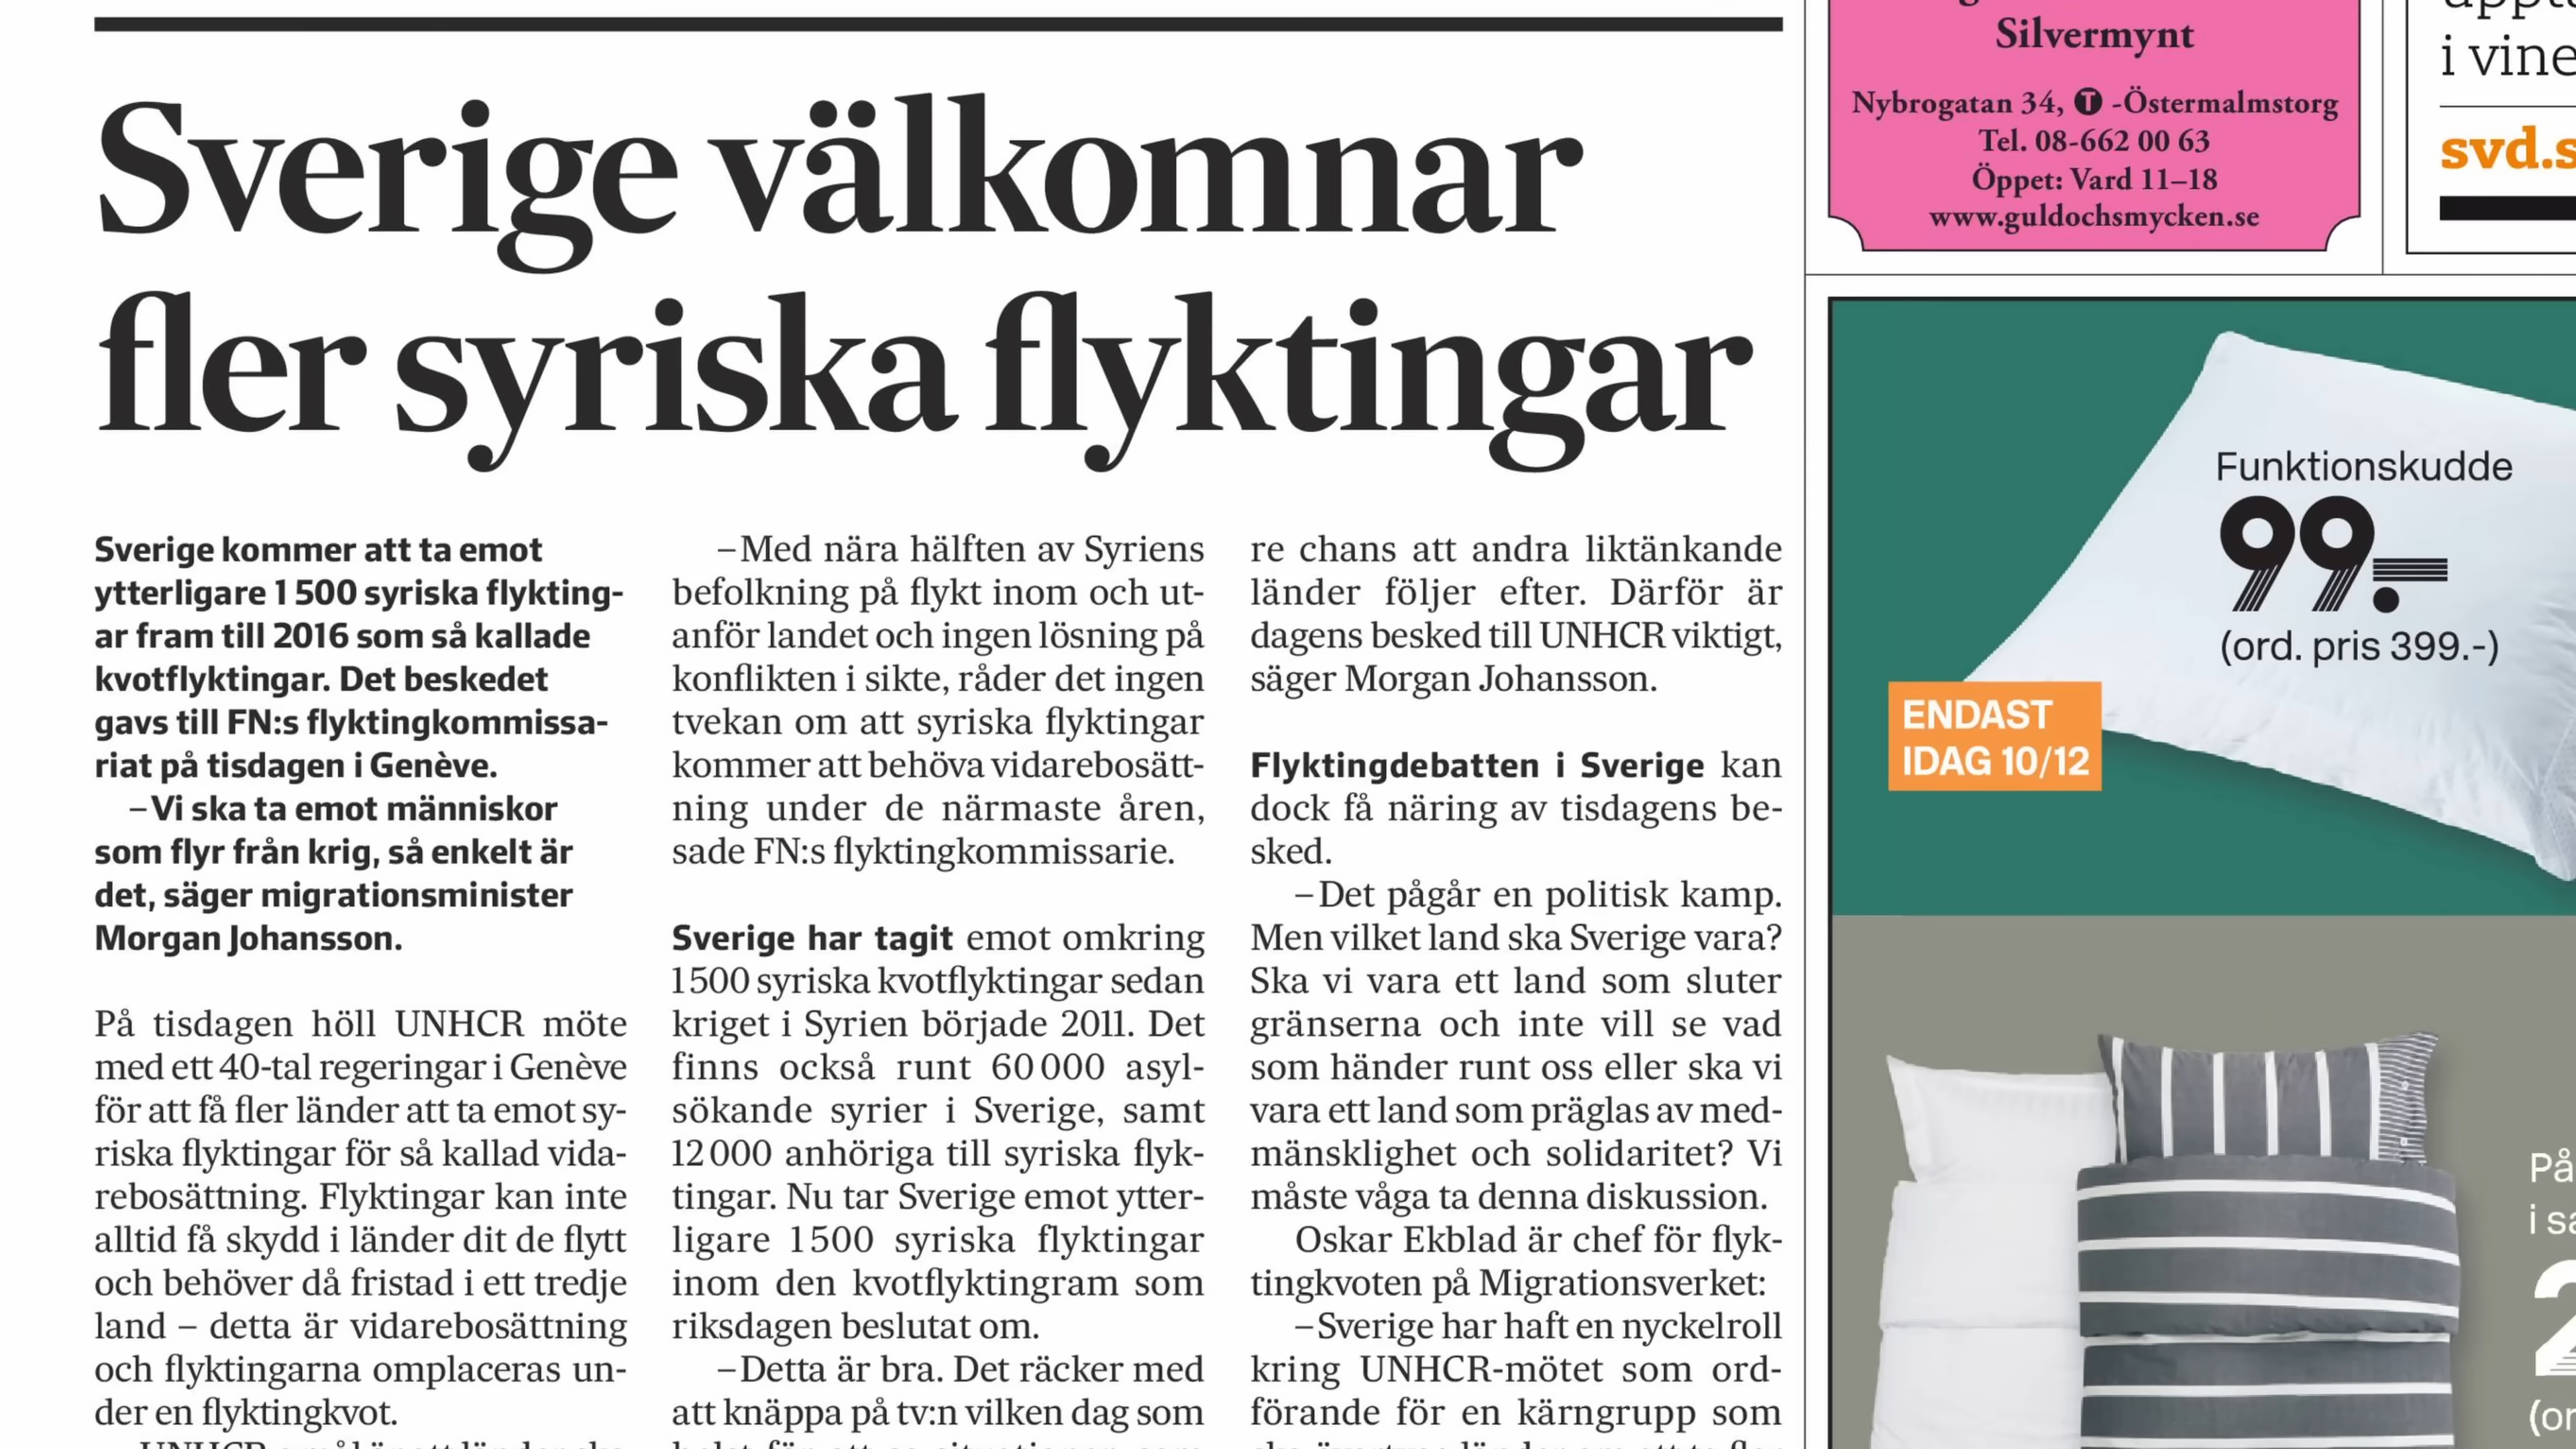 Sverige välkomnar
fler syriska flyktingar
Sverige kommer att ta emot
ytterligare 1 500 syriska flykting-
ar fram till 2016 som så kallade
kvotflyktingar. Det beskedet
gavs till FN:s flyktingkommissa-
riat på tisdagen i Genève.
–Vi ska ta emot människor
som flyr från krig, så enkelt är
det, säger migrationsminister
Morgan Johansson.
På tisdagen höll UNHCR möte
med ett 40-tal regeringar i Genève
för att få fler länder att ta emot sy-
riska flyktingar för så kallad vida-
rebosättning. Flyktingar kan inte
alltid få skydd i länder dit de flytt
och behöver då fristad i ett tredje
land – detta är vidarebosättning
och flyktingarna omplaceras un-
der en flyktingkvot.
–Med nära hälften av Syriens
befolkning på flykt inom och ut-
anför landet och ingen lösning på
konflikten i sikte, råder det ingen
tvekan om att syriska flyktingar
kommer att behöva vidarebosätt-
ning under de närmaste åren,
sade FN:s flyktingkommissarie.
Sverige har tagit emot omkring
1500 syriska kvotflyktingar sedan
kriget i Syrien började 2011. Det
finns också runt 60 000 asyl-
sökande syrier i Sverige, samt
12 000 anhöriga till syriska flyk-
tingar. Nu tar Sverige emot ytter-
ligare 1500 syriska flyktingar
inom den kvotflyktingram som
riksdagen beslutat om.
–Detta är bra. Det räcker med
att knäppa på tv:n vilken dag som
re chans att andra liktänkande
länder följer efter. Därför är
dagens besked till UNHCR viktigt,
säger Morgan Johansson.
Flyktingdebatten i Sverige kan
dock få näring av tisdagens be-
sked.
–Det pågår en politisk kamp.
Men vilket land ska Sverige vara?
Ska vi vara ett land som sluter
gränserna och inte vill se vad
som händer runt oss eller ska vi
vara ett land som präglas av med-
mänsklighet och solidaritet? Vi
måste våga ta denna diskussion.
Oskar Ekblad är chef för flyk-
tingkvoten på Migrationsverket:
–Sverige har haft en nyckelroll
kring UNHCR-mötet som ord-
förande för en kärngrupp som
Silvermynt
Nybrogatan 34, T -Östermalmstorg
Tel. 08-662 00 63
Öppet: Vard 11–18
www.guldochsmycken.se
i vine
svd.s
Funktionskudde
99.-
(ord. pris 399.-)
ENDAST
IDAG 10/12
På
i sa
2
(or